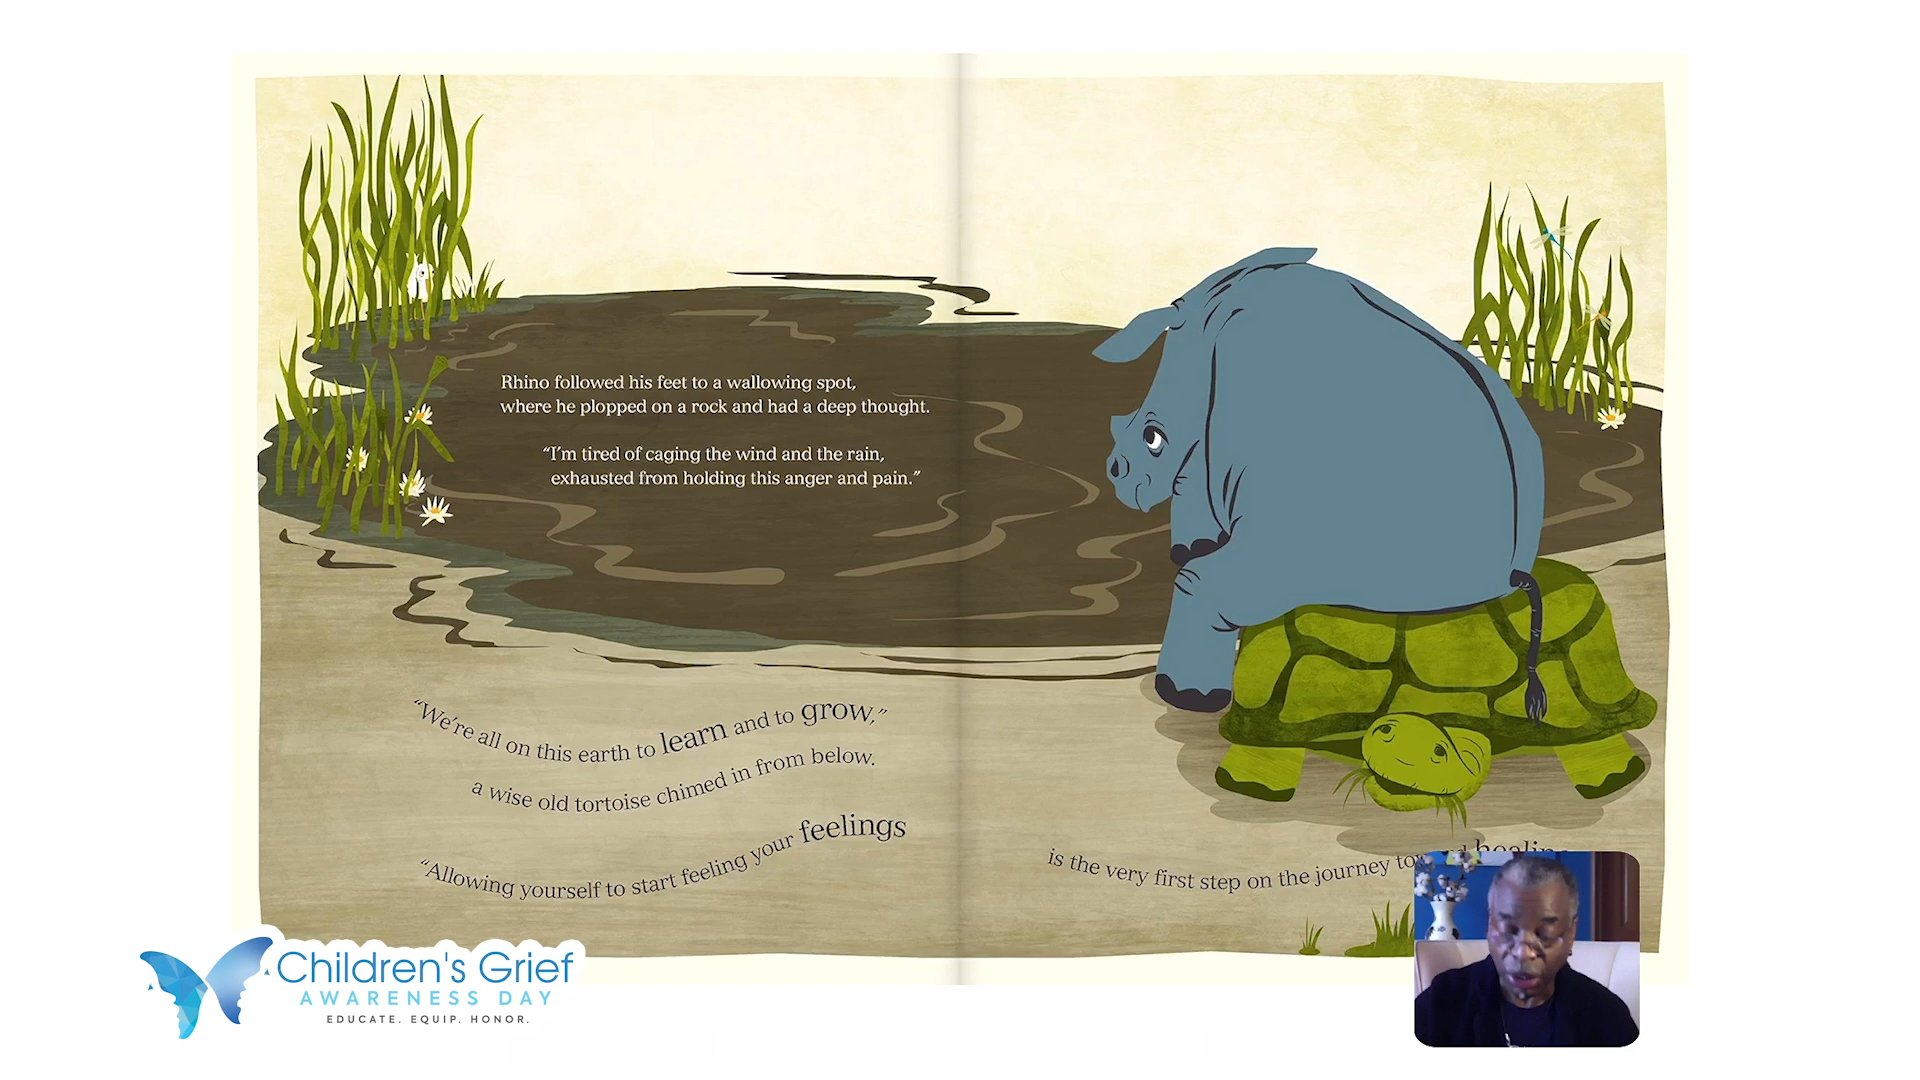 Rhino followed his feet to a wallowing spot,
where he plopped on a rock and had a deep thought.
“I’m tired of caging the wind and the rain,
exhausted from holding this anger and pain.”
“We’re all on this earth to learn and to grow,”
a wise old tortoise chimed in from below.
“Allowing yourself to start feeling your feelings
is the very first step on the journey
Children's Grief
AWARENESS DAY
EDUCATE. EQUIP. HONOR.